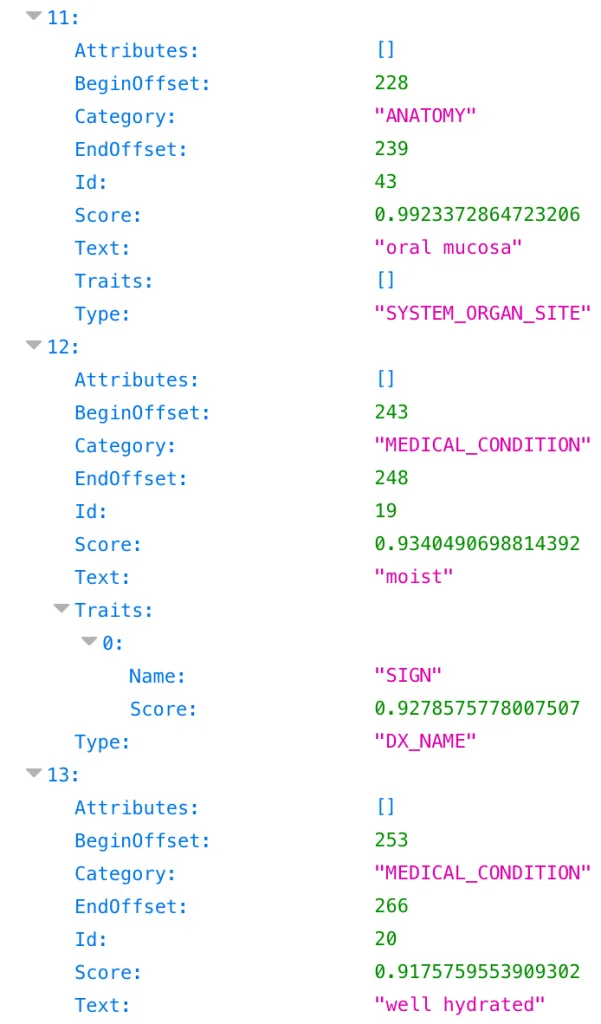 11:
Attributes: []
BeginOffset: 228
Category: "ANATOMY"
EndOffset: 239
Id: 43
Score: 0.9923372864723206
Text: "oral mucosa"
Traits: []
Type: "SYSTEM_ORGAN_SITE"
12:
Attributes: []
BeginOffset: 243
Category: "MEDICAL_CONDITION"
EndOffset: 248
Id: 19
Score: 0.9340490698814392
Text: "moist"
Traits:
0:
Name: "SIGN"
Score: 0.9278575778007507
Type: "DX_NAME"
13:
Attributes: []
BeginOffset: 253
Category: "MEDICAL_CONDITION"
EndOffset: 266
Id: 20
Score: 0.9175759553909302
Text: "well hydrated"